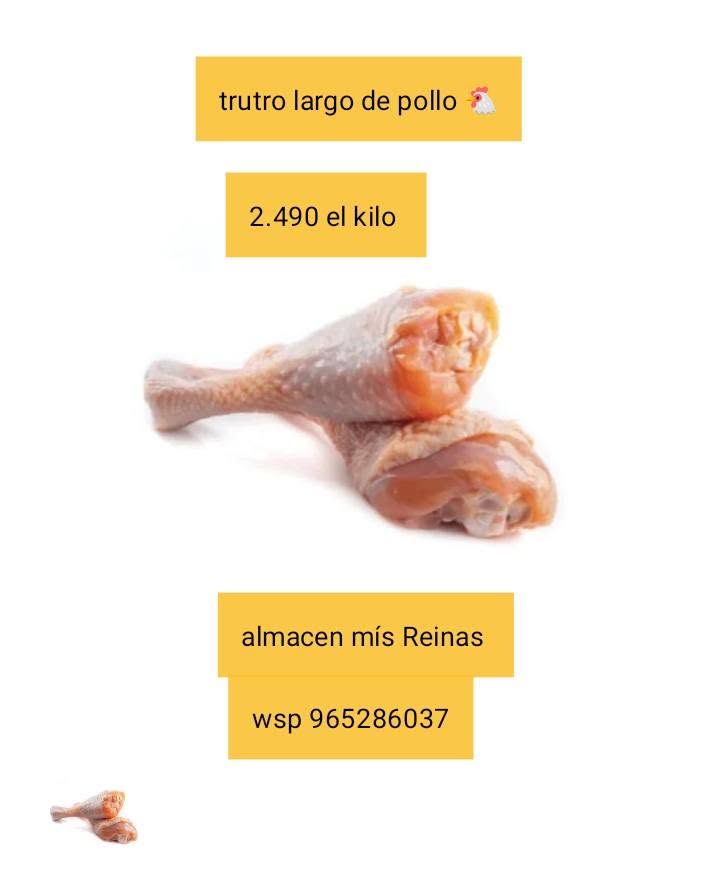 trutro largo de pollo 🐔
2.490 el kilo
almacen mís Reinas
wsp 965286037